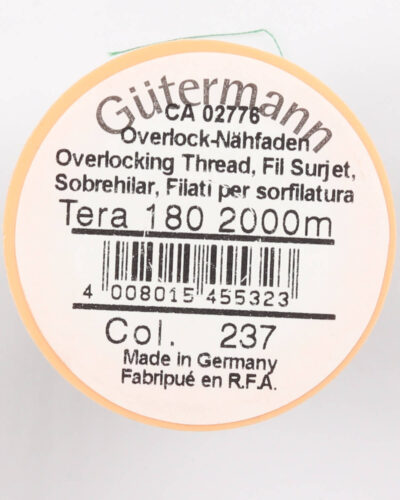 Gütermann
CA 02776
Overlock-Nähfaden
Overlocking Thread, Fil Surjet,
Sobrehilar, Filati per sorfilatura
Tera 180 2000m
4 008015 455323
Col. 237
Made in Germany
Fabripué en R.F.A.